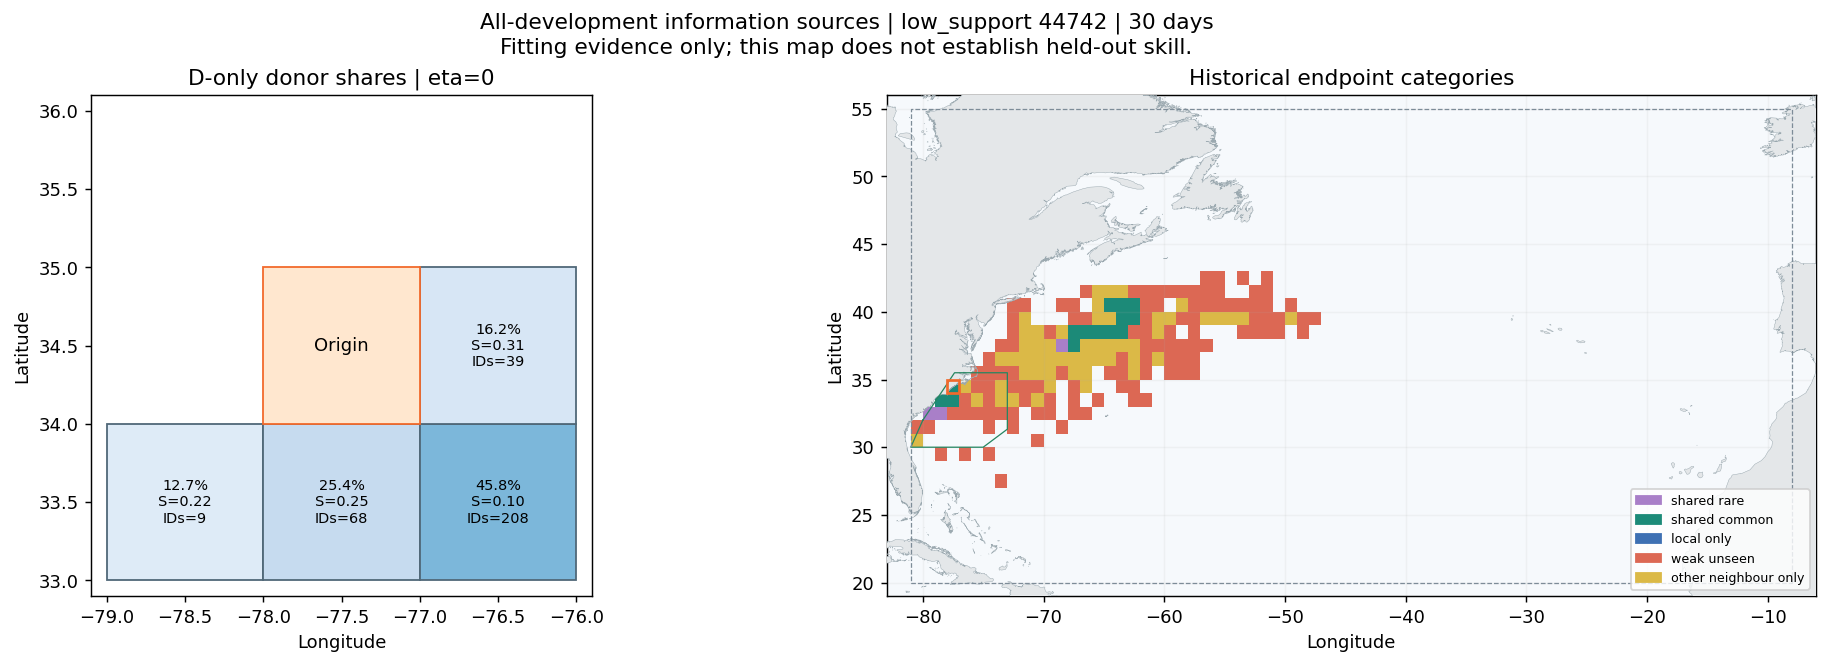 All-development information sources | low_support 44742 | 30 days
Fitting evidence only; this map does not establish held-out skill.
D-only donor shares | eta=0
36.0
35.5
35.0
34.5
34.0
33.5
33.0
Latitude
Origin
16.2%
S=0.31
IDs=39
12.7%
S=0.22
IDs=9
25.4%
S=0.25
IDs=68
45.8%
S=0.10
IDs=208
−79.0
−78.5
−78.0
−77.5
−77.0
−76.5
−76.0
Longitude
Historical endpoint categories
55
50
45
40
35
30
25
20
Latitude
shared rare
shared common
local only
weak unseen
other neighbour only
−80
−70
−60
−50
−40
−30
−20
−10
Longitude